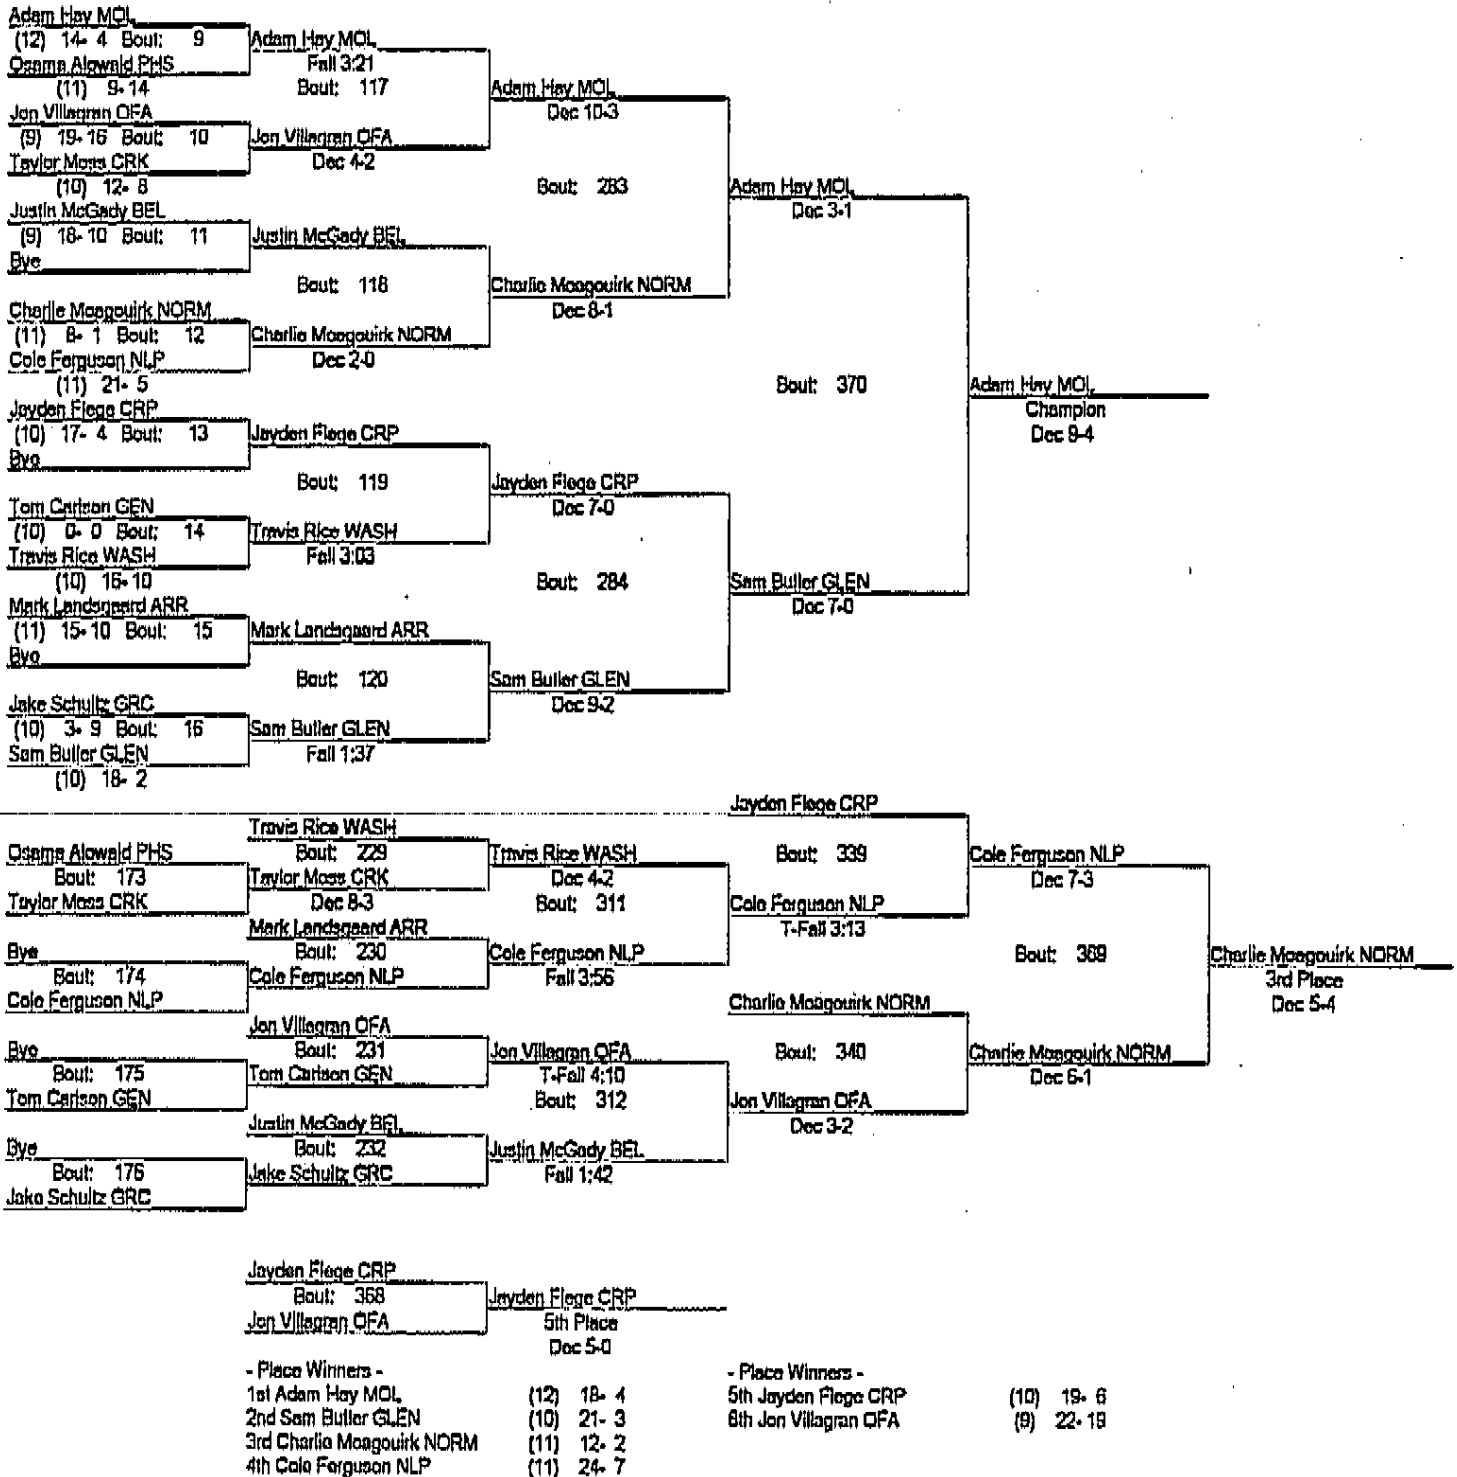 Adam Hay MOL
(12) 14- 4 Bout: 9
Osama Alowaid PHS
(11) 9-14
Jon Villagran OFA
(9) 19-16 Bout: 10
Taylor Moss CRK
(10) 12- 8
Justin McGady BEL
(9) 18-10 Bout: 11
Bye
Charlie Moagouirk NORM
(11) 8- 1 Bout: 12
Cole Ferguson NLP
(11) 21- 5
Jayden Flege CRP
(10) 17- 4 Bout: 13
Bye
Tom Carlson GEN
(10) 0- 0 Bout: 14
Travis Rice WASH
(10) 16-10
Mark Landsgaard ARR
(11) 15-10 Bout: 15
Bye
Jake Schultz GRC
(10) 3- 9 Bout: 16
Sam Butler GLEN
(10) 18- 2
Adam Hay MOL
Fall 3:21
Bout: 117
Jon Villagran OFA
Dec 4-2
Justin McGady BEL
Bout: 118
Charlie Moagouirk NORM
Dec 2-0
Jayden Flege CRP
Bout: 119
Travis Rice WASH
Fall 3:03
Mark Landsgaard ARR
Bout: 120
Sam Butler GLEN
Fall 1:37
Adam Hay MOL
Dec 10-3
Bout: 283
Charlie Moagouirk NORM
Dec 8-1
Jayden Flege CRP
Dec 7-0
Bout: 284
Sam Butler GLEN
Dec 9-2
Adam Hay MOL
Dec 3-1
Bout: 370
Sam Butler GLEN
Dec 7-0
Adam Hay MOL
Champion
Dec 9-4
Osama Alowaid PHS
Bout: 173
Taylor Moss CRK
Bye
Bout: 174
Cole Ferguson NLP
Bye
Bout: 175
Tom Carlson GEN
Bye
Bout: 176
Jake Schultz GRC
Travis Rice WASH
Bout: 229
Taylor Moss CRK
Dec 8-3
Mark Landsgaard ARR
Bout: 230
Cole Ferguson NLP
Jon Villagran OFA
Bout: 231
Tom Carlson GEN
Justin McGady BEL
Bout: 232
Jake Schultz GRC
Travis Rice WASH
Dec 4-2
Bout: 311
Cole Ferguson NLP
Fall 3:56
Jon Villagran OFA
T-Fall 4:10
Bout: 312
Justin McGady BEL
Fall 1:42
Jayden Flege CRP
Bout: 339
Cole Ferguson NLP
T-Fall 3:13
Charlie Moagouirk NORM
Bout: 340
Jon Villagran OFA
Dec 3-2
Cole Ferguson NLP
Dec 7-3
Bout: 369
Charlie Moagouirk NORM
Dec 6-1
Charlie Moagouirk NORM
3rd Place
Dec 5-4
Jayden Flege CRP
Bout: 368
Jon Villagran OFA
Jayden Flege CRP
5th Place
Dec 5-0
- Place Winners -
1st Adam Hay MOL (12) 18- 4
2nd Sam Butler GLEN (10) 21- 3
3rd Charlie Moagouirk NORM (11) 12- 2
4th Cole Ferguson NLP (11) 24- 7
- Place Winners -
5th Jayden Flege CRP (10) 19- 6
6th Jon Villagran OFA (9) 22-19